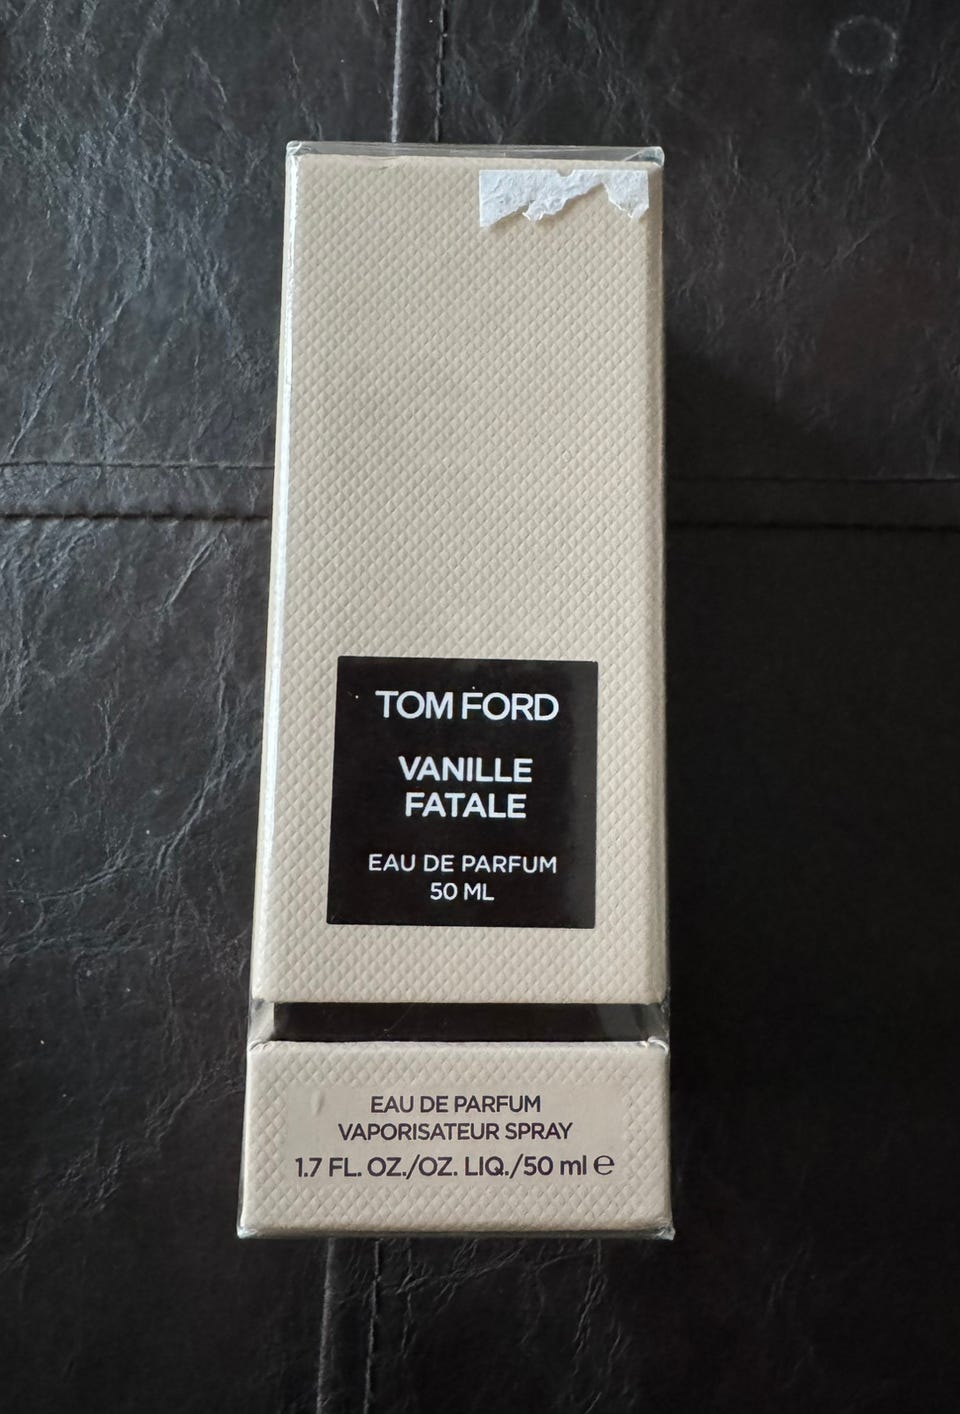 TOM FORD
VANILLE
FATALE
EAU DE PARFUM
50 ML
EAU DE PARFUM
VAPORISATEUR SPRAY
1.7 FL. OZ./OZ. LIQ./50 ml ℮